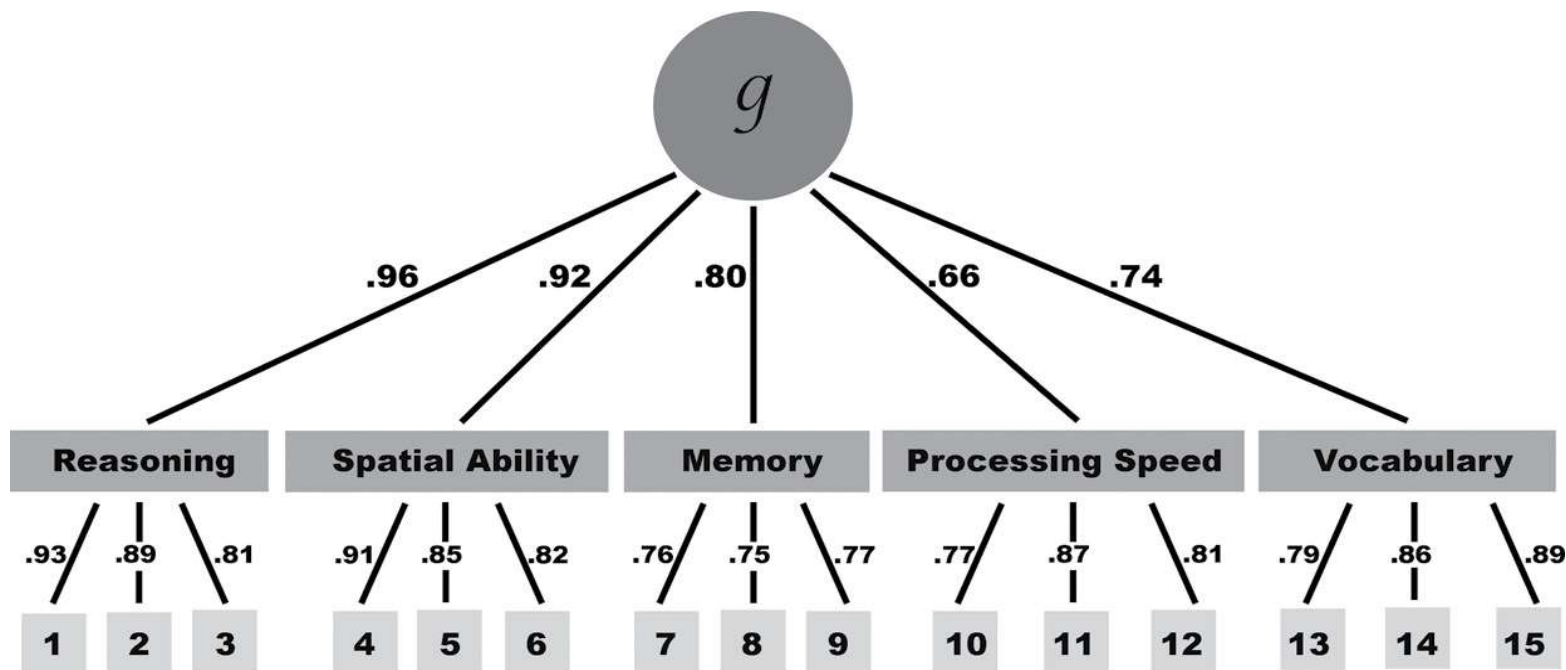 g
.96 .92 .80 .66 .74
Reasoning Spatial Ability Memory Processing Speed Vocabulary
.93 .89 .81 .91 .85 .82 .76 .75 .77 .77 .87 .81 .79 .86 .89
1 2 3 4 5 6 7 8 9 10 11 12 13 14 15